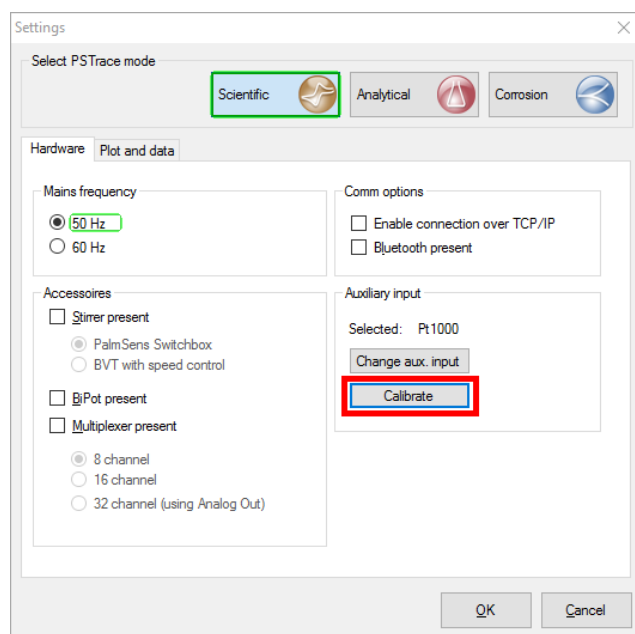 Settings
Select PSTrace mode
Scientific
Analytical
Corrosion
Hardware
Plot and data
Mains frequency
50 Hz
60 Hz
Accessoires
Stirrer present
PalmSens Switchbox
BVT with speed control
BiPot present
Multiplexer present
8 channel
16 channel
32 channel (using Analog Out)
Comm options
Enable connection over TCP/IP
Bluetooth present
Auxiliary input
Selected: Pt1000
Change aux. input
Calibrate
OK
Cancel